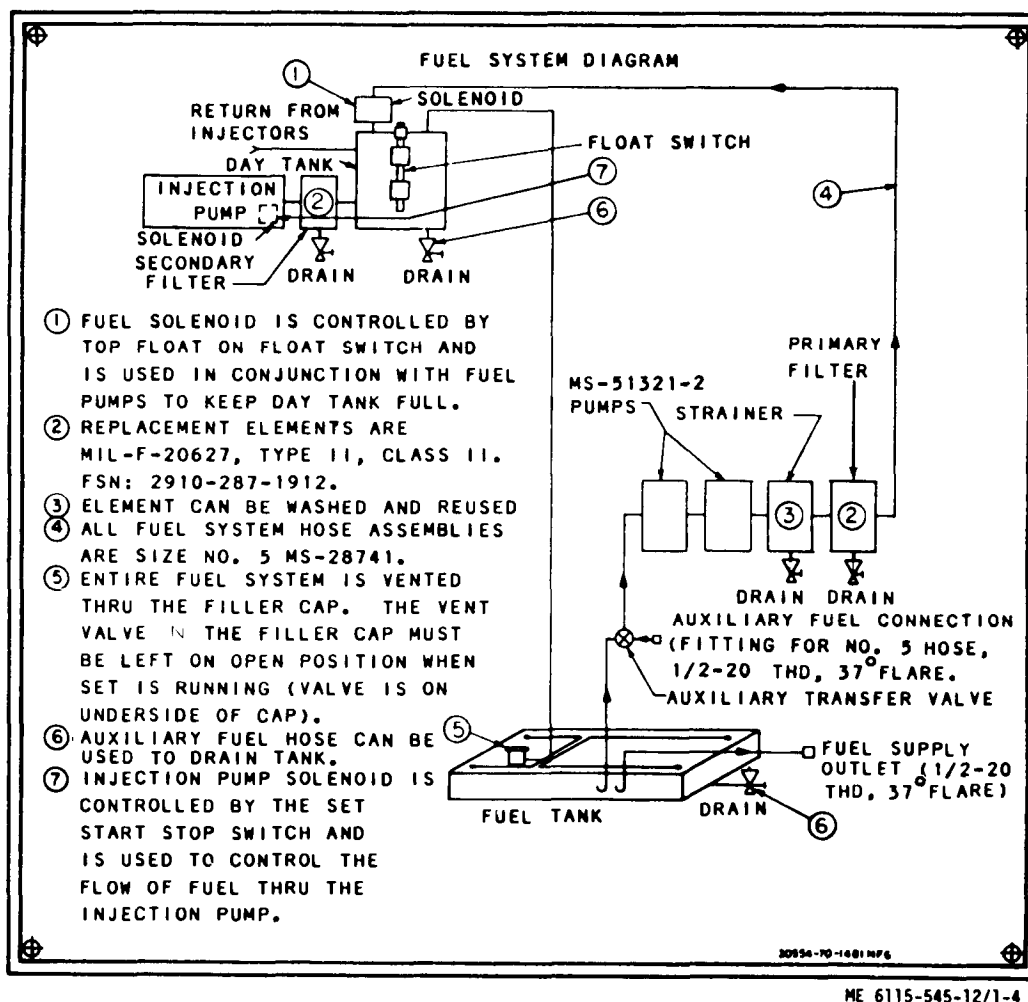 FUEL SYSTEM DIAGRAM
1
SOLENOID
RETURN FROM
INJECTORS
FLOAT SWITCH
DAY TANK
7
INJECTION
PUMP
2
6
4
SOLENOID
SECONDARY
FILTER
DRAIN
DRAIN
1 FUEL SOLENOID IS CONTROLLED BY
TOP FLOAT ON FLOAT SWITCH AND
IS USED IN CONJUNCTION WITH FUEL
PUMPS TO KEEP DAY TANK FULL.
2 REPLACEMENT ELEMENTS ARE
MIL-F-20627, TYPE II, CLASS II.
FSN: 2910-287-1912.
3 ELEMENT CAN BE WASHED AND REUSED
4 ALL FUEL SYSTEM HOSE ASSEMBLIES
ARE SIZE NO. 5 MS-28741.
5 ENTIRE FUEL SYSTEM IS VENTED
THRU THE FILLER CAP. THE VENT
VALVE IN THE FILLER CAP MUST
BE LEFT ON OPEN POSITION WHEN
SET IS RUNNING (VALVE IS ON
UNDERSIDE OF CAP).
6 AUXILIARY FUEL HOSE CAN BE
USED TO DRAIN TANK.
7 INJECTION PUMP SOLENOID IS
CONTROLLED BY THE SET
START STOP SWITCH AND
IS USED TO CONTROL THE
FLOW OF FUEL THRU THE
INJECTION PUMP.
PRIMARY
FILTER
MS-51321-2
PUMPS
STRAINER
3
2
DRAIN
DRAIN
AUXILIARY FUEL CONNECTION
(FITTING FOR NO. 5 HOSE,
1/2-20 THD, 37° FLARE.
AUXILIARY TRANSFER VALVE
5
FUEL SUPPLY
OUTLET (1/2-20
THD, 37° FLARE)
FUEL TANK
DRAIN
6
30554-70-1481 NF6
ME 6115-545-12/1-4